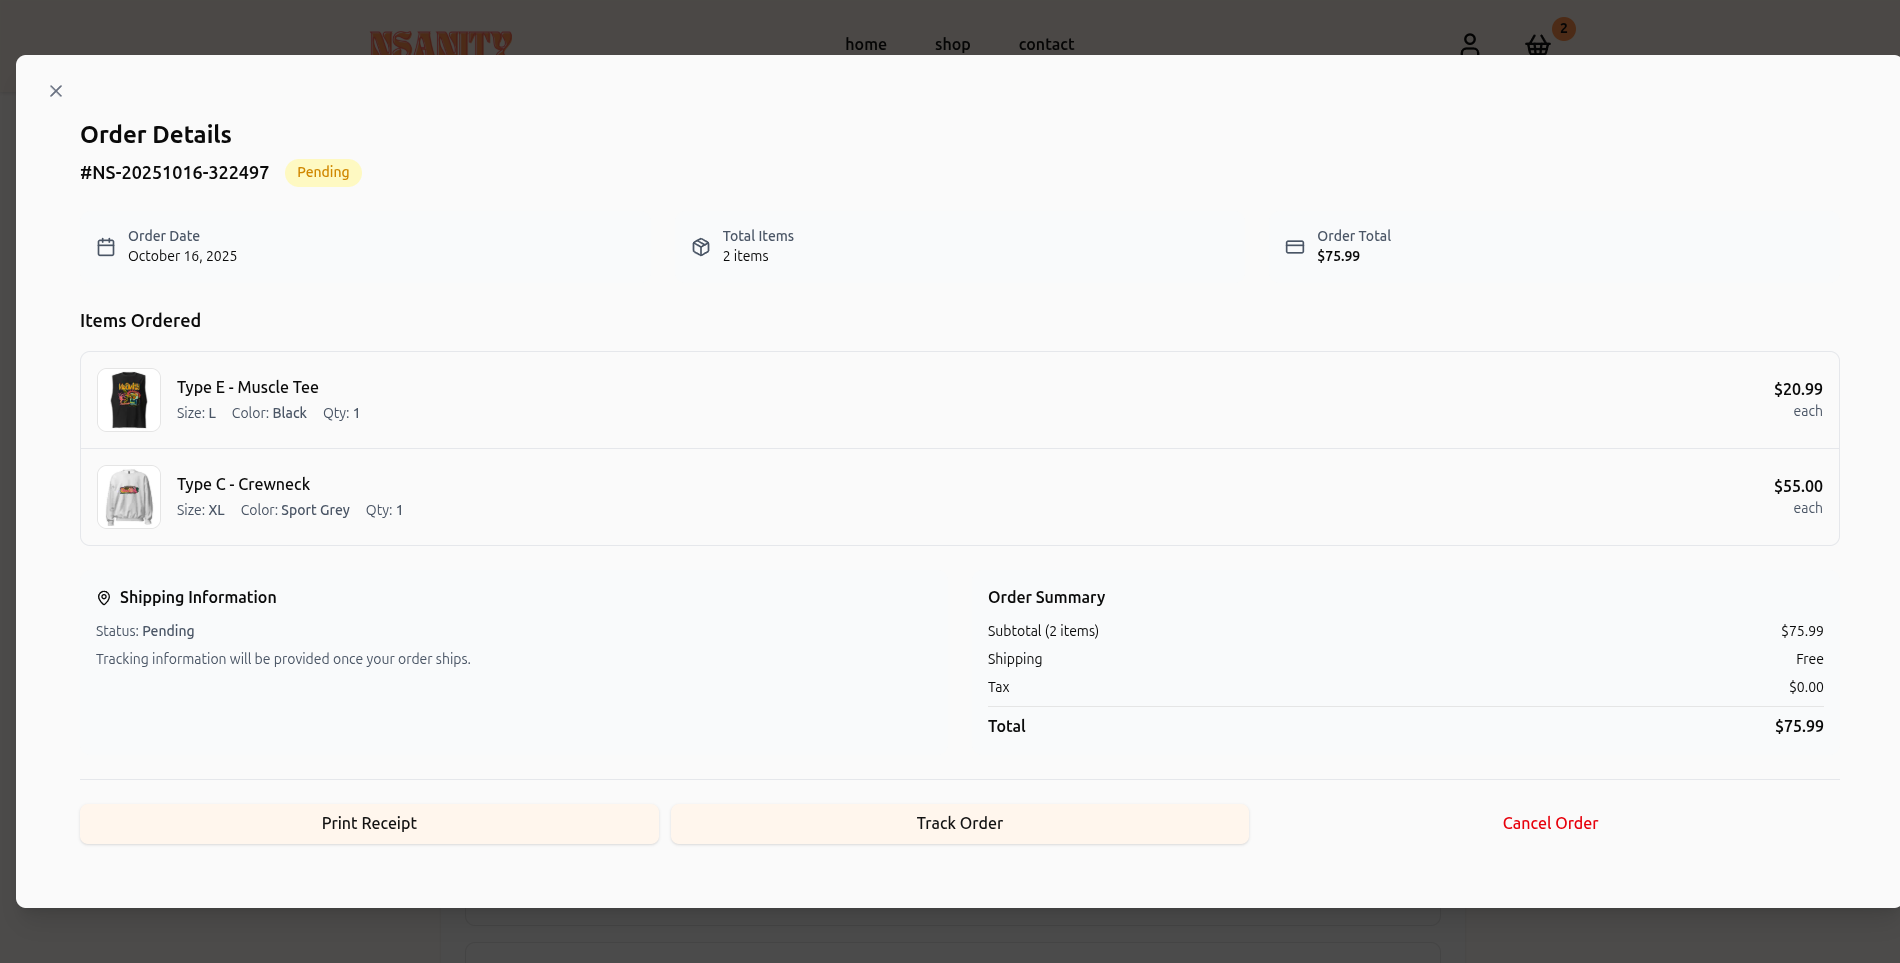 NSANITY
home shop contact
2
Order Details
#NS-20251016-322497 Pending
Order Date
October 16, 2025
Total Items
2 items
Order Total
$75.99
Items Ordered
Type E - Muscle Tee
Size: L Color: Black Qty: 1
$20.99
each
Type C - Crewneck
Size: XL Color: Sport Grey Qty: 1
$55.00
each
Shipping Information
Status: Pending
Tracking information will be provided once your order ships.
Order Summary
Subtotal (2 items) $75.99
Shipping Free
Tax $0.00
Total $75.99
Print Receipt Track Order Cancel Order